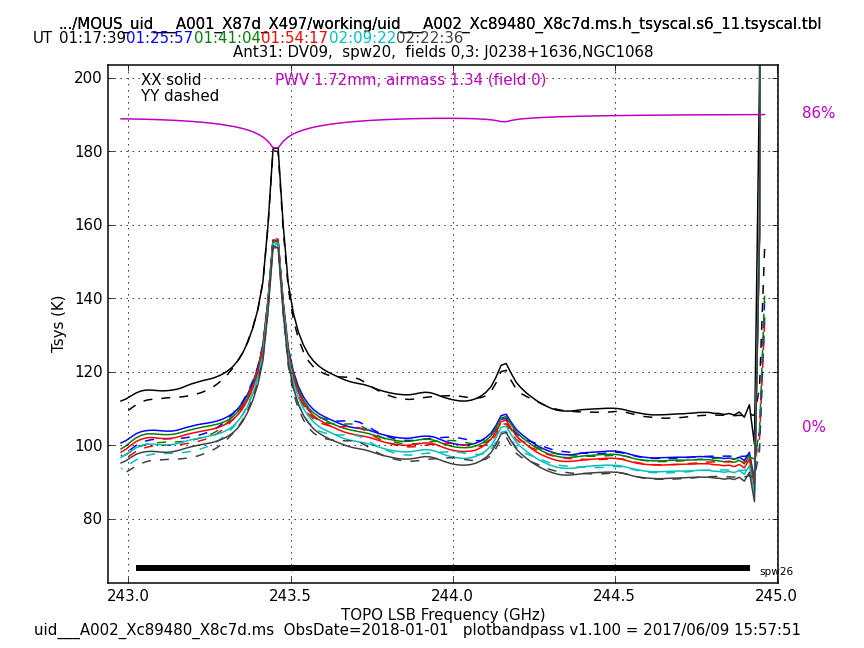 .../MOUS_uid___A001_X87d_X497/working/uid___A002_Xc89480_X8c7d.ms.h_tsyscal.s6_11.tsyscal.tbl
UT 01:17:39 01:25:57 01:41:04 01:54:17 02:09:22 02:22:36
Ant31: DV09, spw20, fields 0,3: J0238+1636,NGC1068
XX solid
YY dashed
PWV 1.72mm, airmass 1.34 (field 0)
86%
0%
200
180
160
140
120
100
80
Tsys (K)
spw26
243.0 243.5 244.0 244.5 245.0
TOPO LSB Frequency (GHz)
uid___A002_Xc89480_X8c7d.ms ObsDate=2018-01-01 plotbandpass v1.100 = 2017/06/09 15:57:51